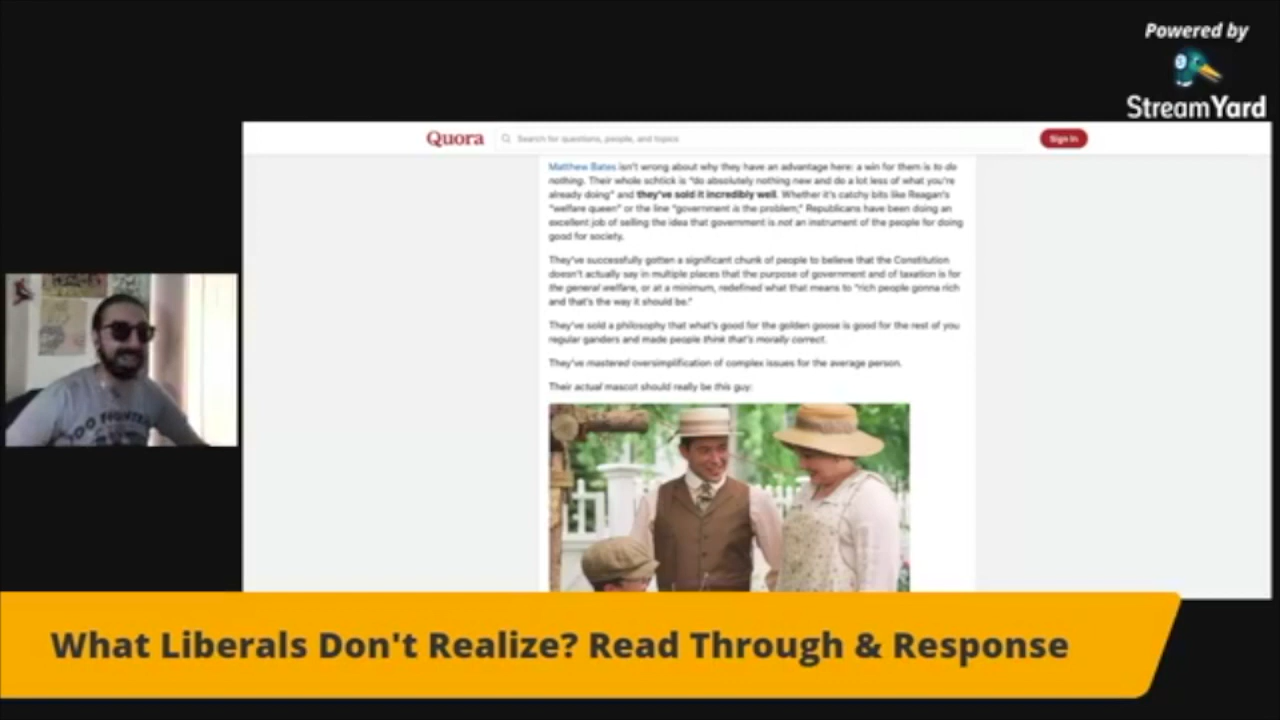 Powered by
StreamYard
Quora
Search for questions, people, and topics
Sign In
Matthew Bates isn't wrong about why they have an advantage here: a win for them is to do
nothing. Their whole schtick is "do absolutely nothing new and do a lot less of what you're
already doing" and they've sold it incredibly well. Whether it's catchy bits like Reagan's
"welfare queen" or the line "government is the problem," Republicans have been doing an
excellent job of selling the idea that government is not an instrument of the people for doing
good for society.
They've successfully gotten a significant chunk of people to believe that the Constitution
doesn't actually say in multiple places that the purpose of government and of taxation is for
the general welfare, or at a minimum, redefined what that means to "rich people gonna rich
and that's the way it should be."
They've sold a philosophy that what's good for the golden goose is good for the rest of you
regular ganders and made people think that's morally correct.
They've mastered oversimplification of complex issues for the average person.
Their actual mascot should really be this guy:
What Liberals Don't Realize? Read Through & Response